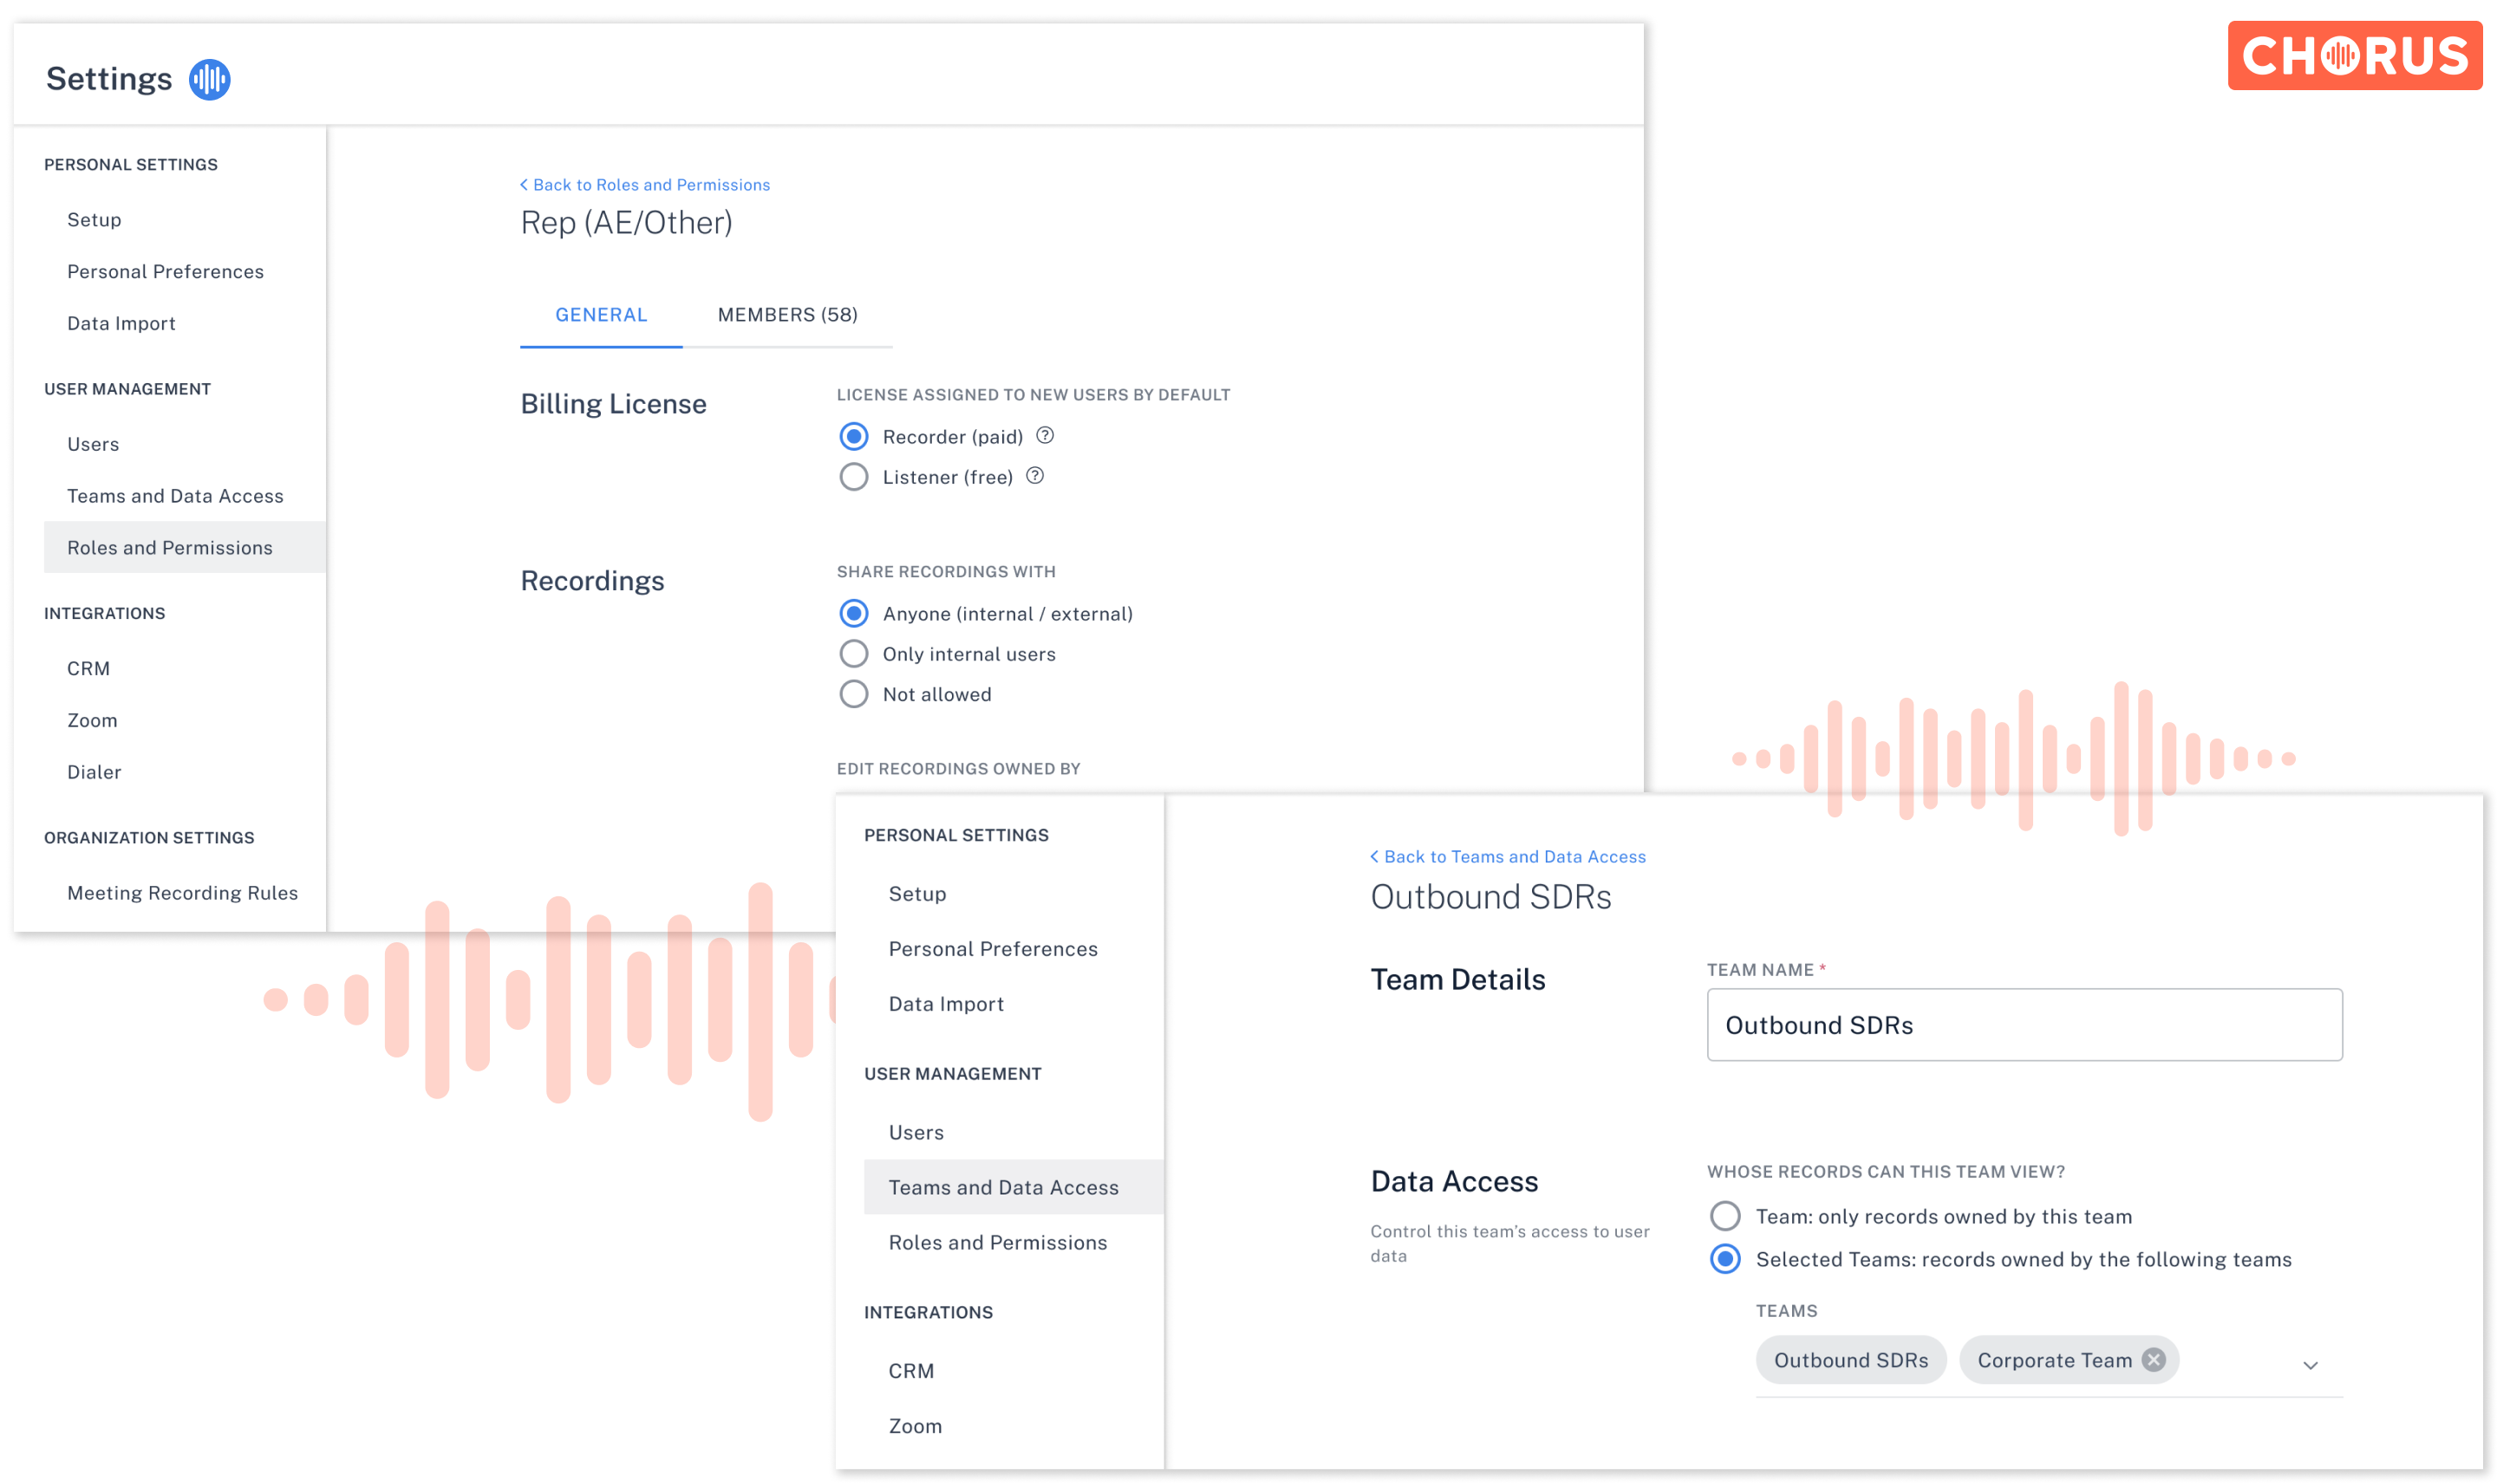 CHORUS
Settings
PERSONAL SETTINGS
Setup
Personal Preferences
Data Import
USER MANAGEMENT
Users
Teams and Data Access
Roles and Permissions
INTEGRATIONS
CRM
Zoom
Dialer
ORGANIZATION SETTINGS
Meeting Recording Rules
Back to Roles and Permissions
Rep (AE/Other)
GENERAL MEMBERS (58)
Billing License
LICENSE ASSIGNED TO NEW USERS BY DEFAULT
Recorder (paid) ?
Listener (free) ?
Recordings
SHARE RECORDINGS WITH
Anyone (internal / external)
Only internal users
Not allowed
EDIT RECORDINGS OWNED BY
PERSONAL SETTINGS
Setup
Personal Preferences
Data Import
USER MANAGEMENT
Users
Teams and Data Access
Roles and Permissions
INTEGRATIONS
CRM
Zoom
Back to Teams and Data Access
Outbound SDRs
Team Details
TEAM NAME *
Outbound SDRs
Data Access
Control this team's access to user
data
WHOSE RECORDS CAN THIS TEAM VIEW?
Team: only records owned by this team
Selected Teams: records owned by the following teams
TEAMS
Outbound SDRs Corporate Team